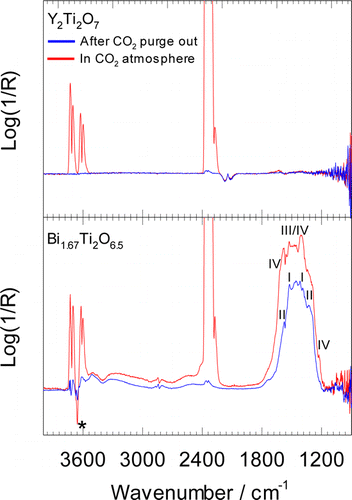 Y2Ti2O7
After CO2 purge out
In CO2 atmosphere
Log(1/R)
Bi1.67Ti2O6.5
III/IV
IV I I II
II
IV
*
Log(1/R)
3600 3000 2400 1800 1200
Wavenumber / cm-1